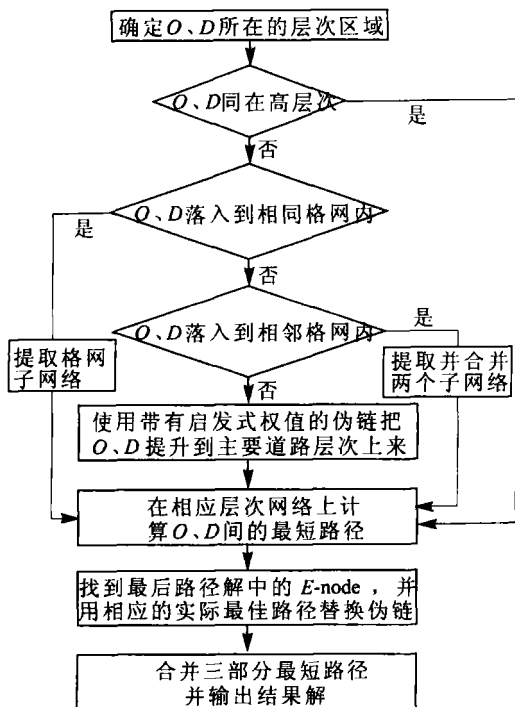 确定O、D所在的层次区域
O、D同在高层次
是
否
O、D落入到相同格网内
是
否
O、D落入到相邻格网内
是
提取格网
子网络
提取并合并
两个子网络
否
使用带有启发式权值的伪链把
O、D提升到主要道路层次上来
在相应层次网络上计
算O、D间的最短路径
找到最后路径解中的 E-node，并
用相应的实际最佳路径替换伪链
合并三部分最短路径
并输出结果解